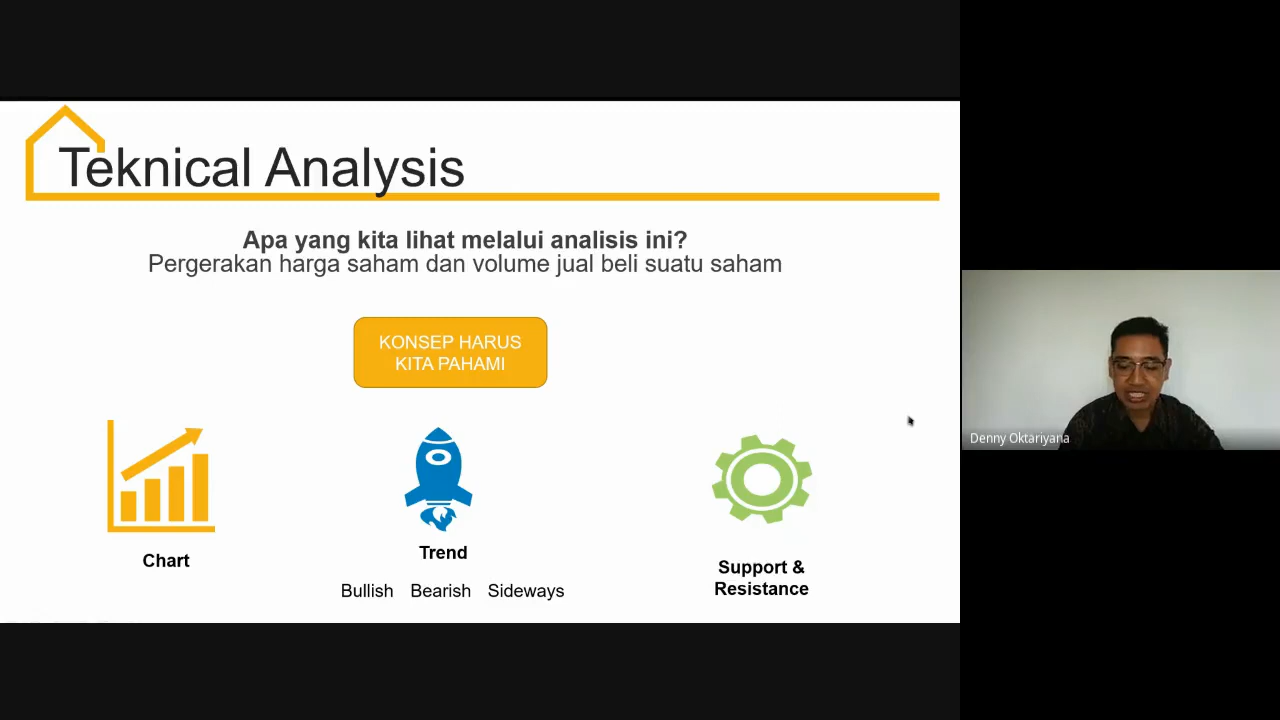 Teknical Analysis
Apa yang kita lihat melalui analisis ini?
Pergerakan harga saham dan volume jual beli suatu saham
KONSEP HARUS
KITA PAHAMI
Chart
Trend
Bullish Bearish Sideways
Support &
Resistance
Denny Oktariyana